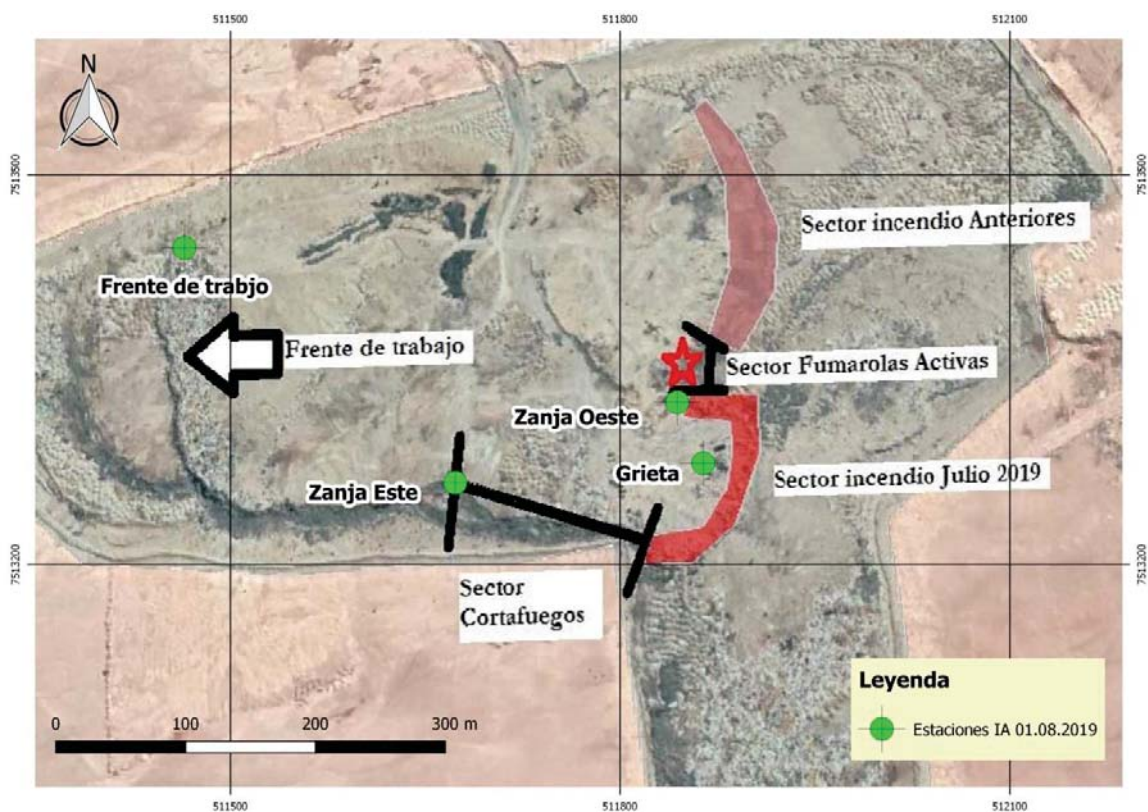 511500
511800
512100
N
7513500
7513500
Sector incendio Anteriores
Frente de trabjo
Frente de trabajo
Sector Fumarolas Activas
Zanja Oeste
Grieta
Sector incendio Julio 2019
Zanja Este
7513200
7513200
Sector
Cortafuegos
Leyenda
Estaciones IA 01.08.2019
0 100 200 300 m
511500
511800
512100